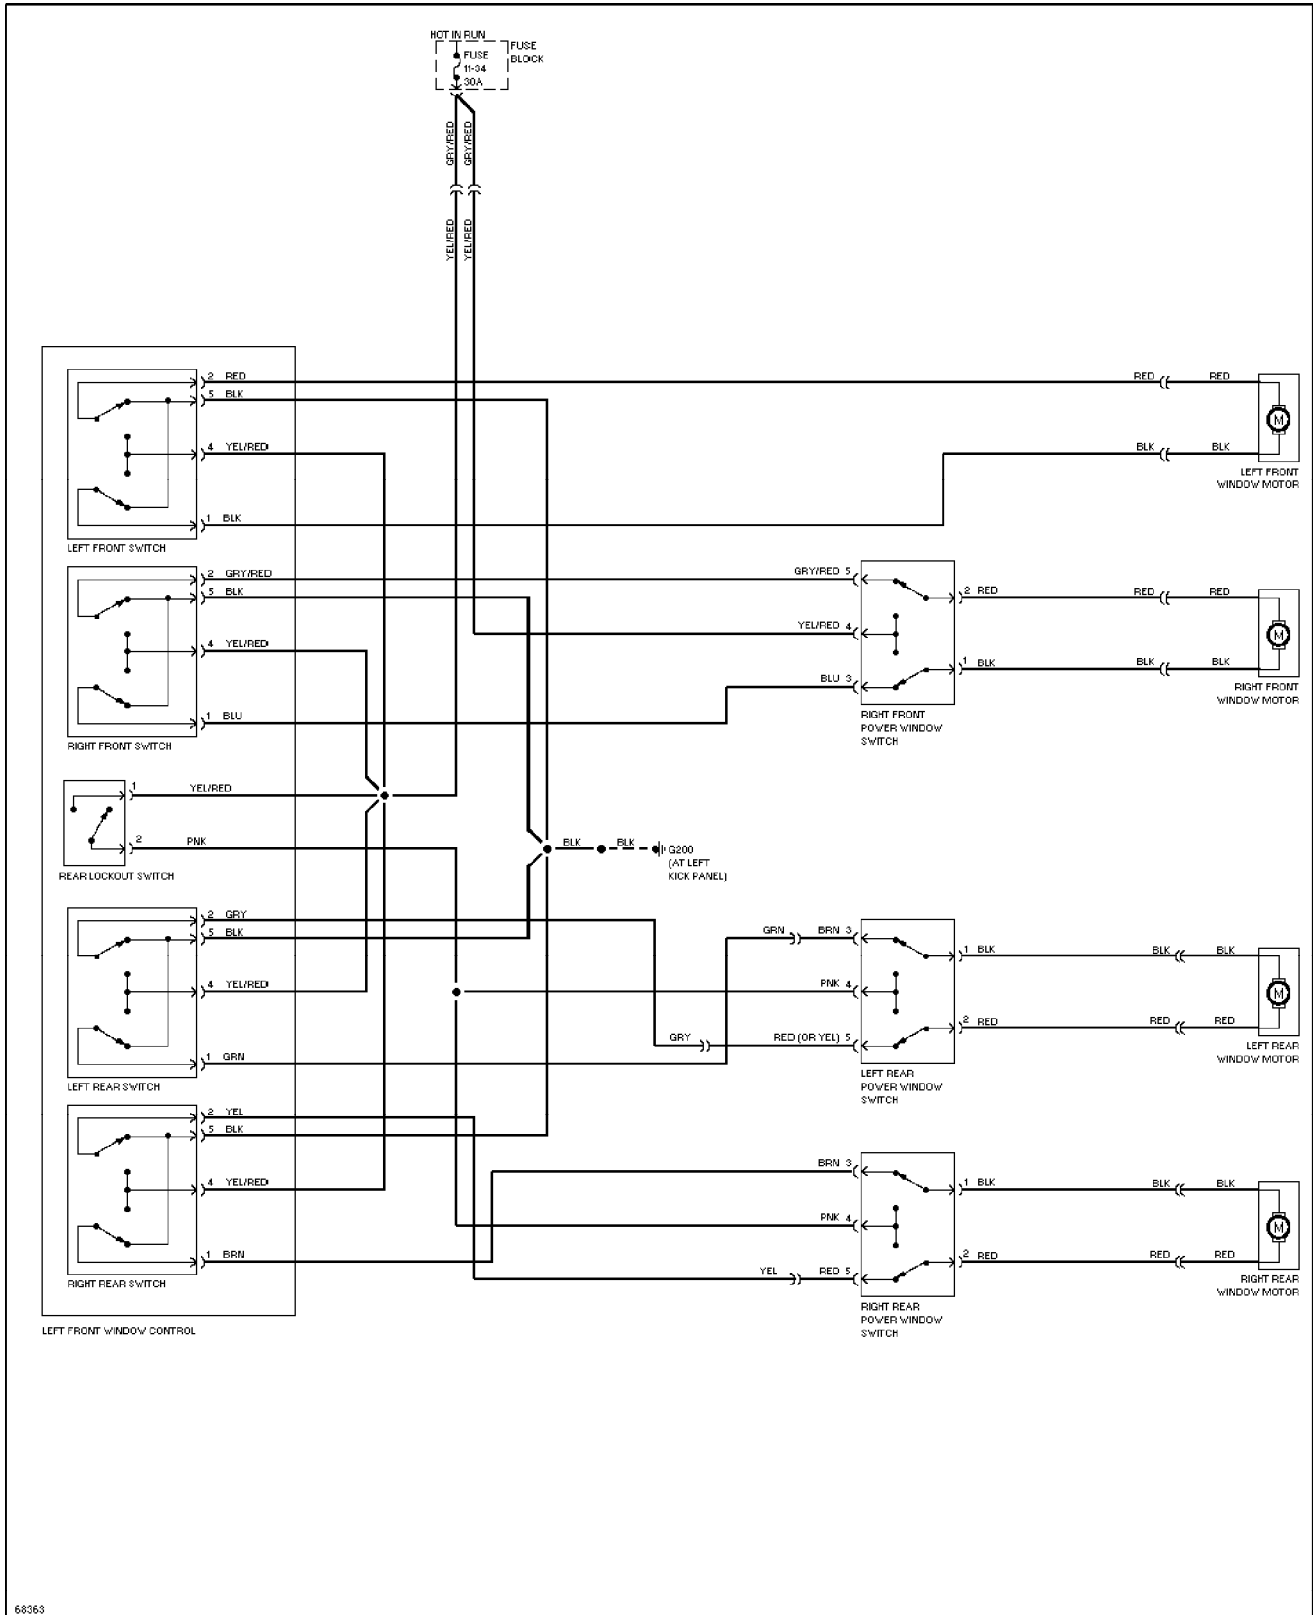 HOT IN RUN
FUSE
11-34
30A
FUSE
BLOCK
GRY/RED
GRY/RED
YEL/RED
YEL/RED
2 RED
5 BLK
4 YEL/RED
1 BLK
LEFT FRONT SWITCH
RED
RED
BLK
BLK
M
LEFT FRONT
WINDOW MOTOR
2 GRY/RED
5 BLK
4 YEL/RED
1 BLU
RIGHT FRONT SWITCH
GRY/RED 5
YEL/RED 4
BLU 3
2 RED
1 BLK
RIGHT FRONT
POWER WINDOW
SWITCH
RED
RED
BLK
BLK
M
RIGHT FRONT
WINDOW MOTOR
1
YEL/RED
2
PNK
REAR LOCKOUT SWITCH
BLK
BLK
G200
(AT LEFT
KICK PANEL)
2 GRY
5 BLK
4 YEL/RED
1 GRN
LEFT REAR SWITCH
GRN
BRN 3
PNK 4
GRY
RED (OR YEL) 5
1 BLK
2 RED
LEFT REAR
POWER WINDOW
SWITCH
BLK
BLK
RED
RED
M
LEFT REAR
WINDOW MOTOR
2 YEL
5 BLK
4 YEL/RED
1 BRN
RIGHT REAR SWITCH
BRN 3
PNK 4
YEL
RED 5
1 BLK
2 RED
RIGHT REAR
POWER WINDOW
SWITCH
BLK
BLK
RED
RED
M
RIGHT REAR
WINDOW MOTOR
LEFT FRONT WINDOW CONTROL
68363